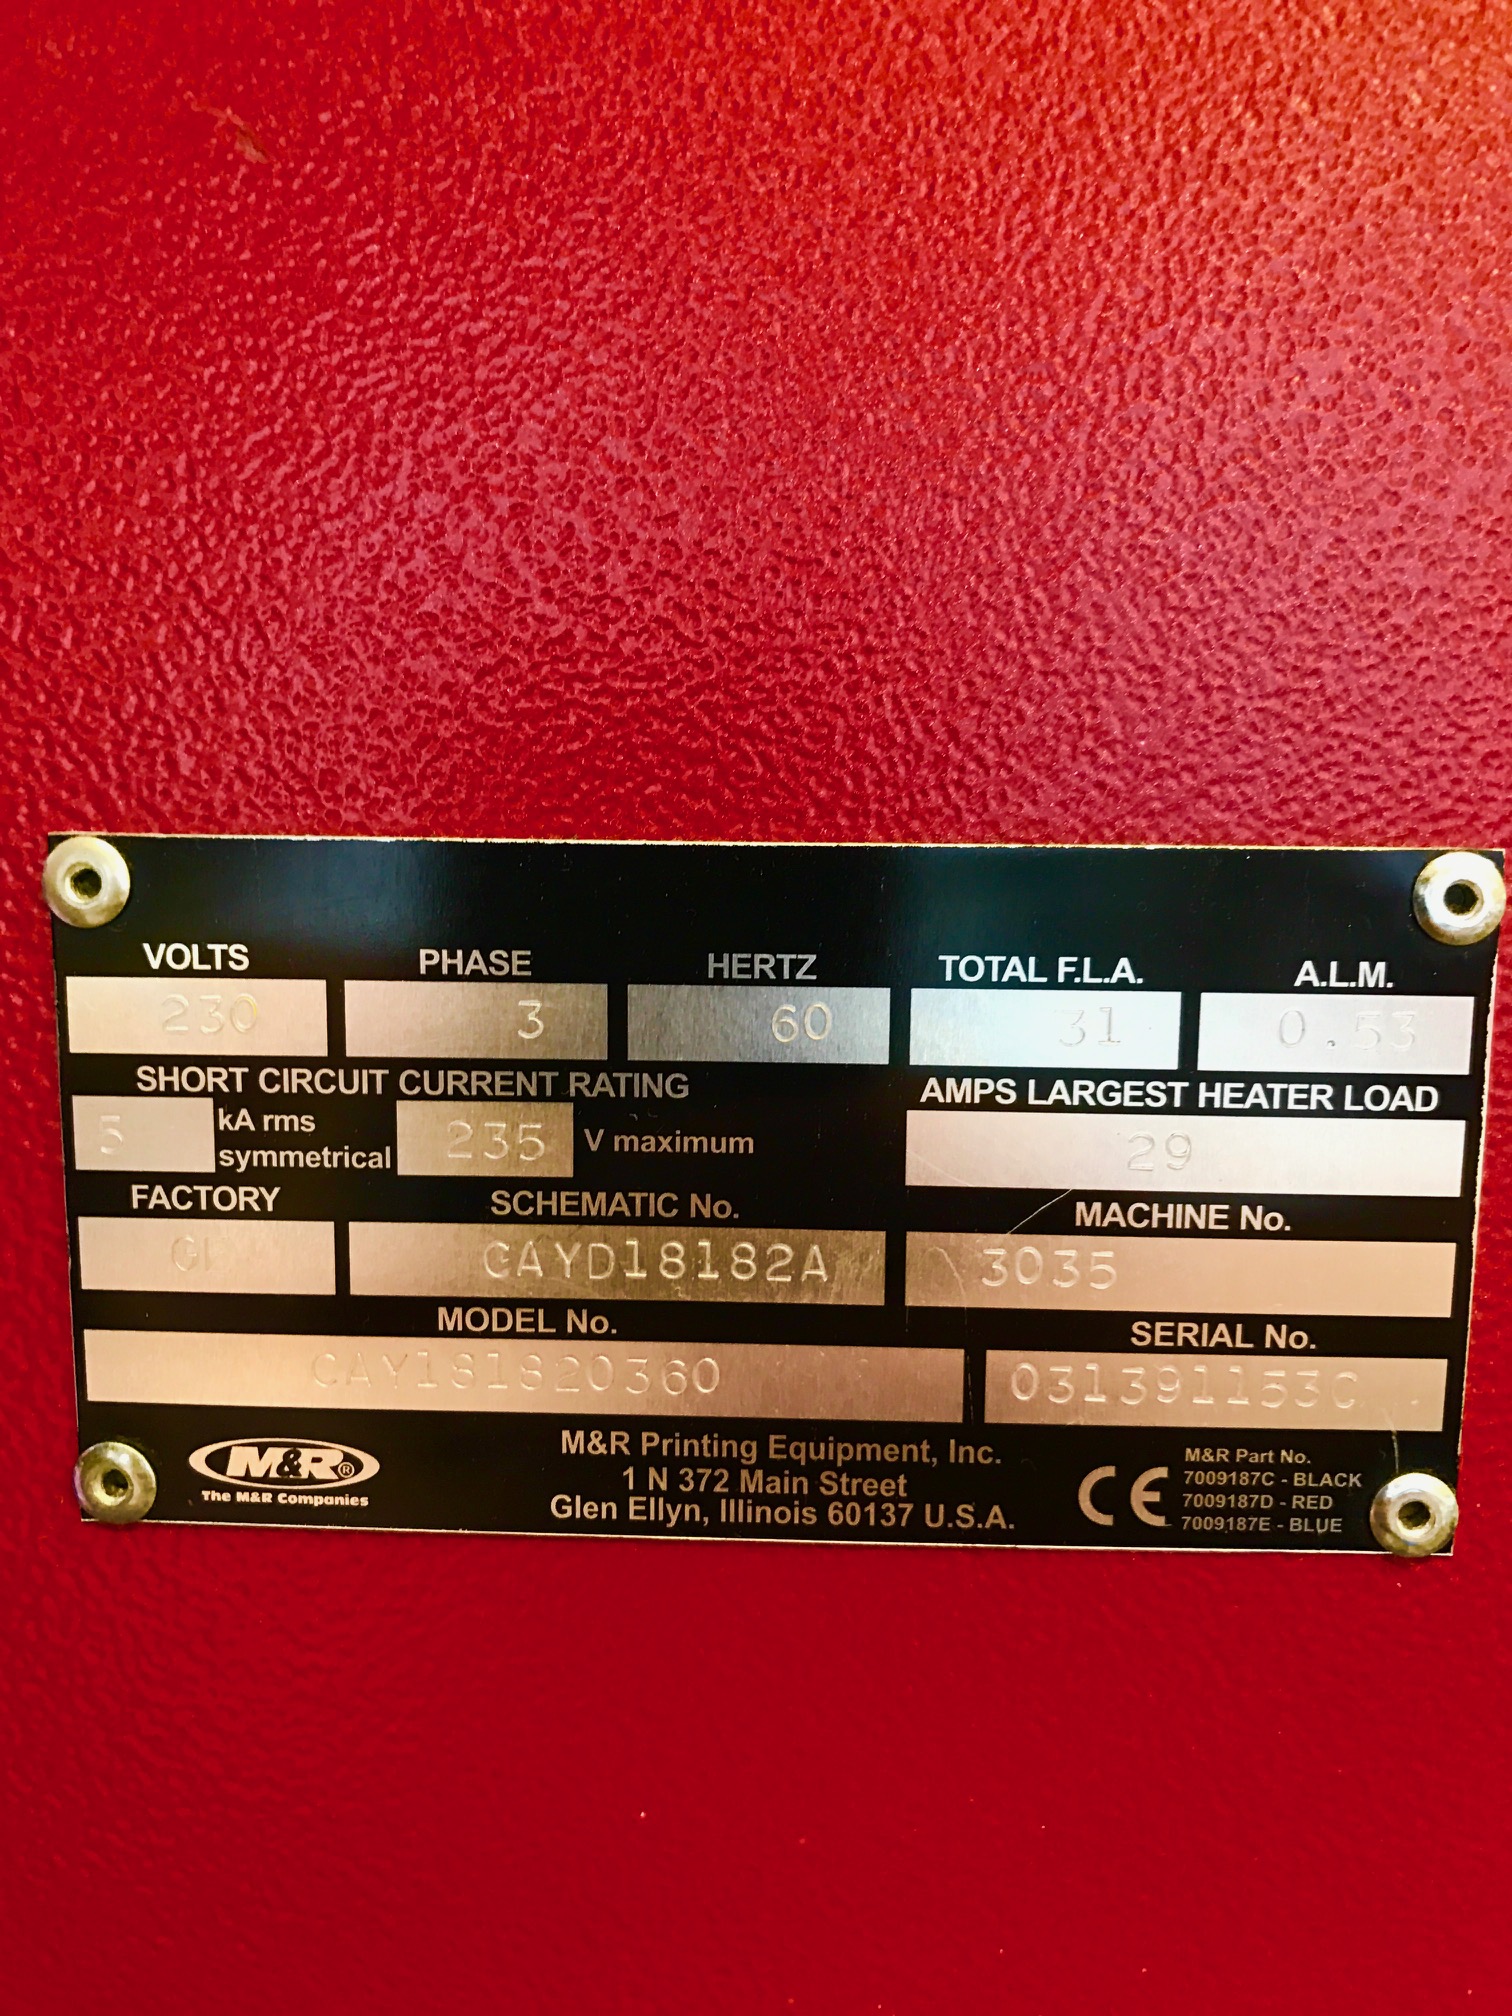 VOLTS PHASE HERTZ TOTAL F.L.A. A.L.M.
230 3 60 31 0.53
SHORT CIRCUIT CURRENT RATING AMPS LARGEST HEATER LOAD
5 kA rms symmetrical 235 V maximum 29
FACTORY SCHEMATIC No. MACHINE No.
CAYD18182A 3035
MODEL No. SERIAL No.
CAY181820360 031391153C
M&R®
The M&R Companies
M&R Printing Equipment, Inc.
1 N 372 Main Street
Glen Ellyn, Illinois 60137 U.S.A.
CE
M&R Part No.
7009187C - BLACK
7009187D - RED
7009187E - BLUE